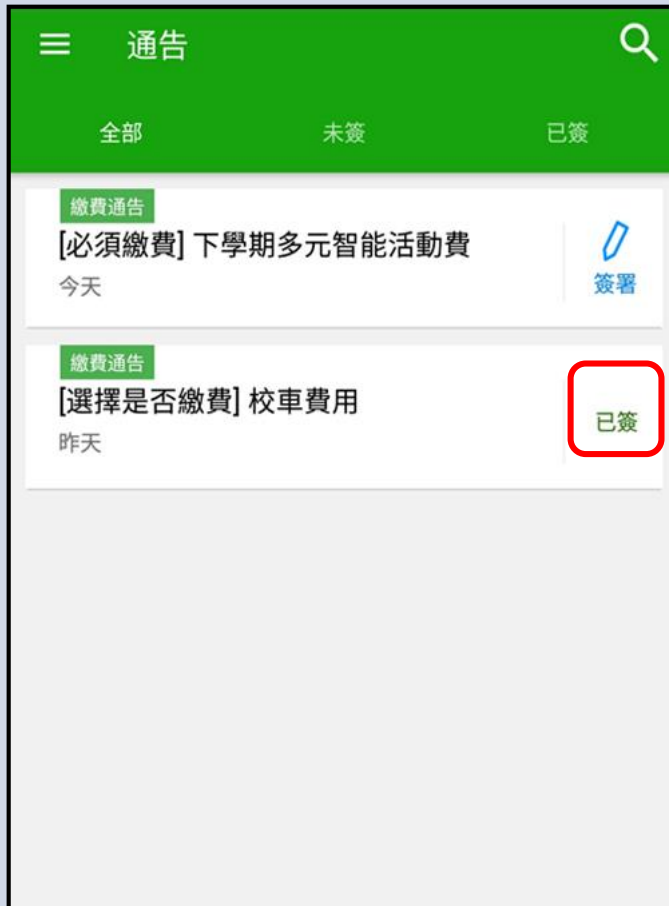 通告
全部 未簽 已簽
繳費通告
[必須繳費] 下學期多元智能活動費
今天
簽署
繳費通告
[選擇是否繳費] 校車費用
昨天
已簽